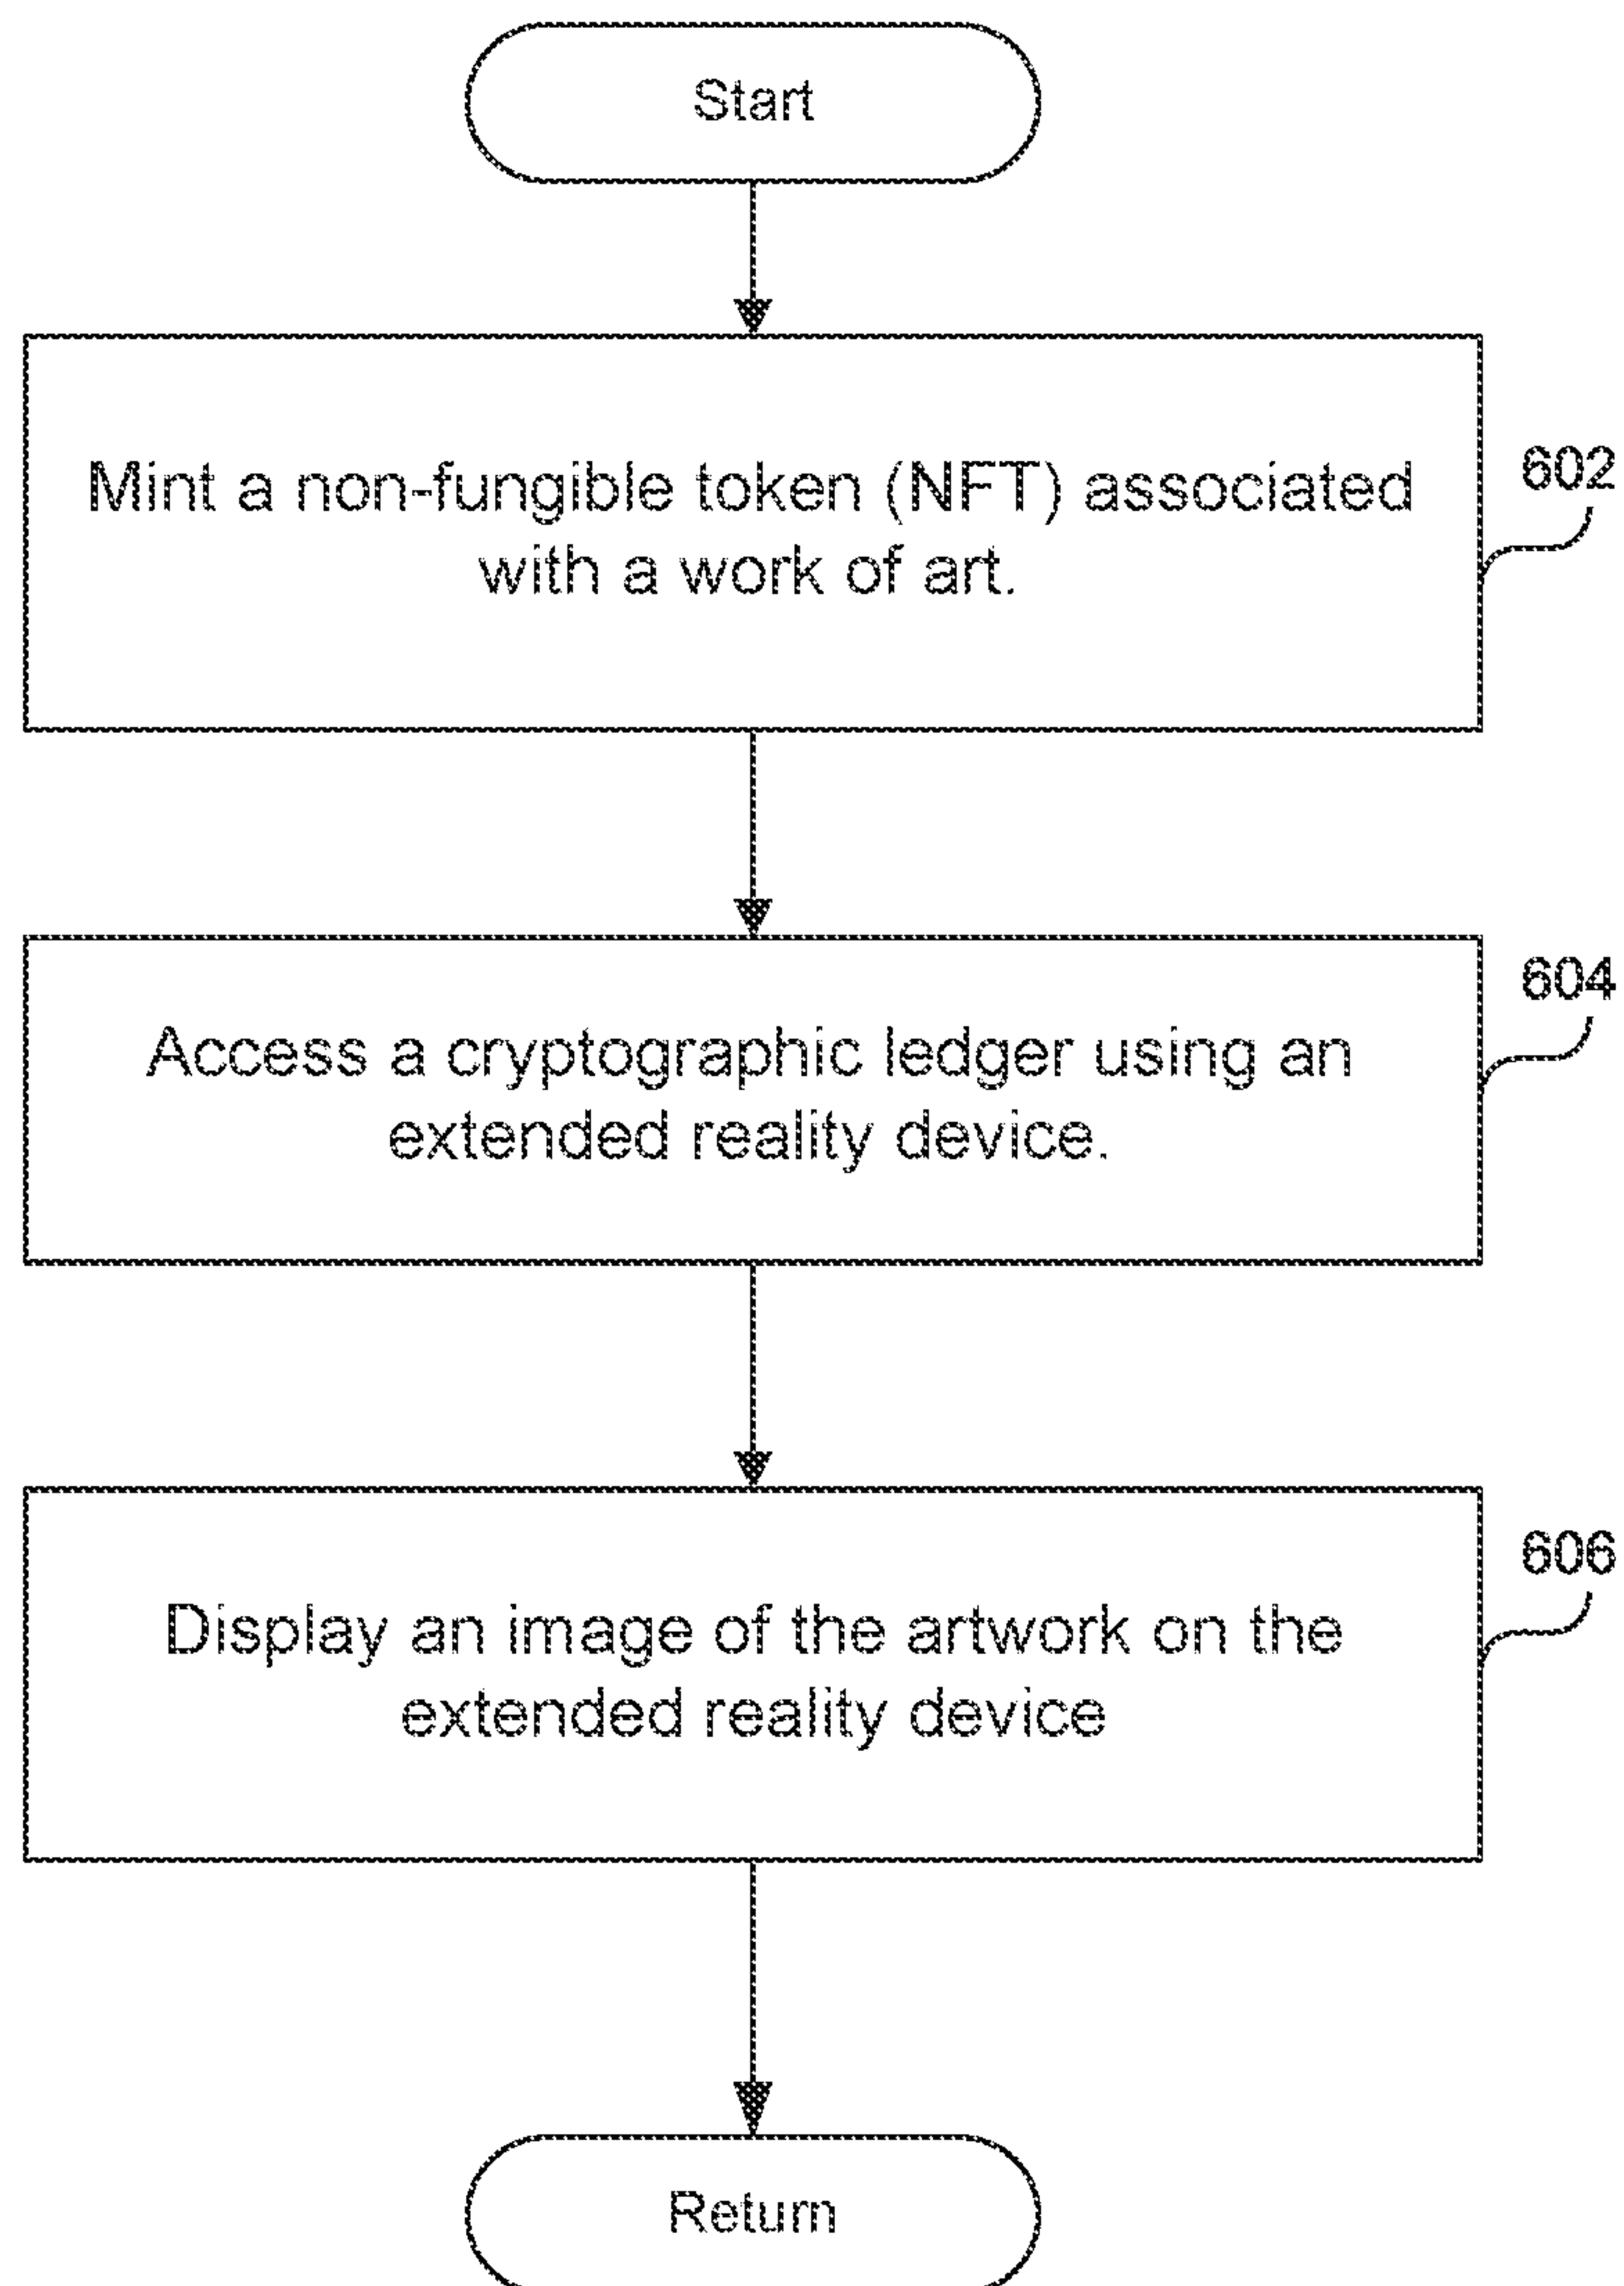 Start
Mint a non-fungible token (NFT) associated
with a work of art.
602
Access a cryptographic ledger using an
extended reality device.
604
Display an image of the artwork on the
extended reality device
606
Return